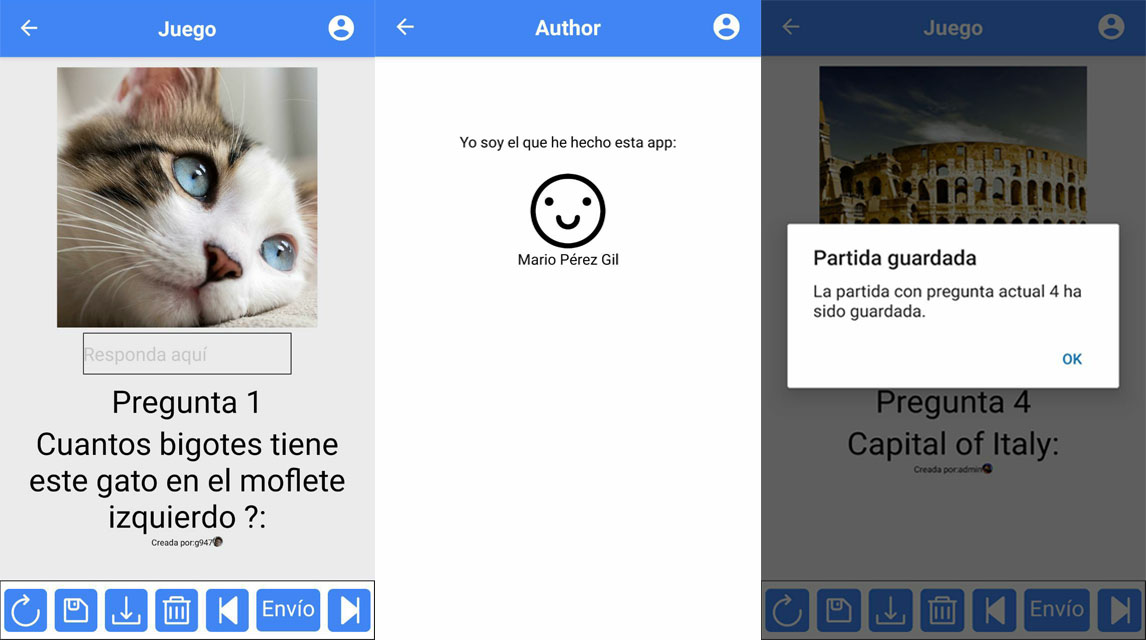 Juego
Responda aquí
Pregunta 1
Cuantos bigotes tiene
este gato en el moflete
izquierdo ?:
Creada por:g947
Envío
Author
Yo soy el que he hecho esta app:
Mario Pérez Gil
Juego
Partida guardada
La partida con pregunta actual 4 ha
sido guardada.
OK
Pregunta 4
Capital of Italy:
Creada por:admin
Envío